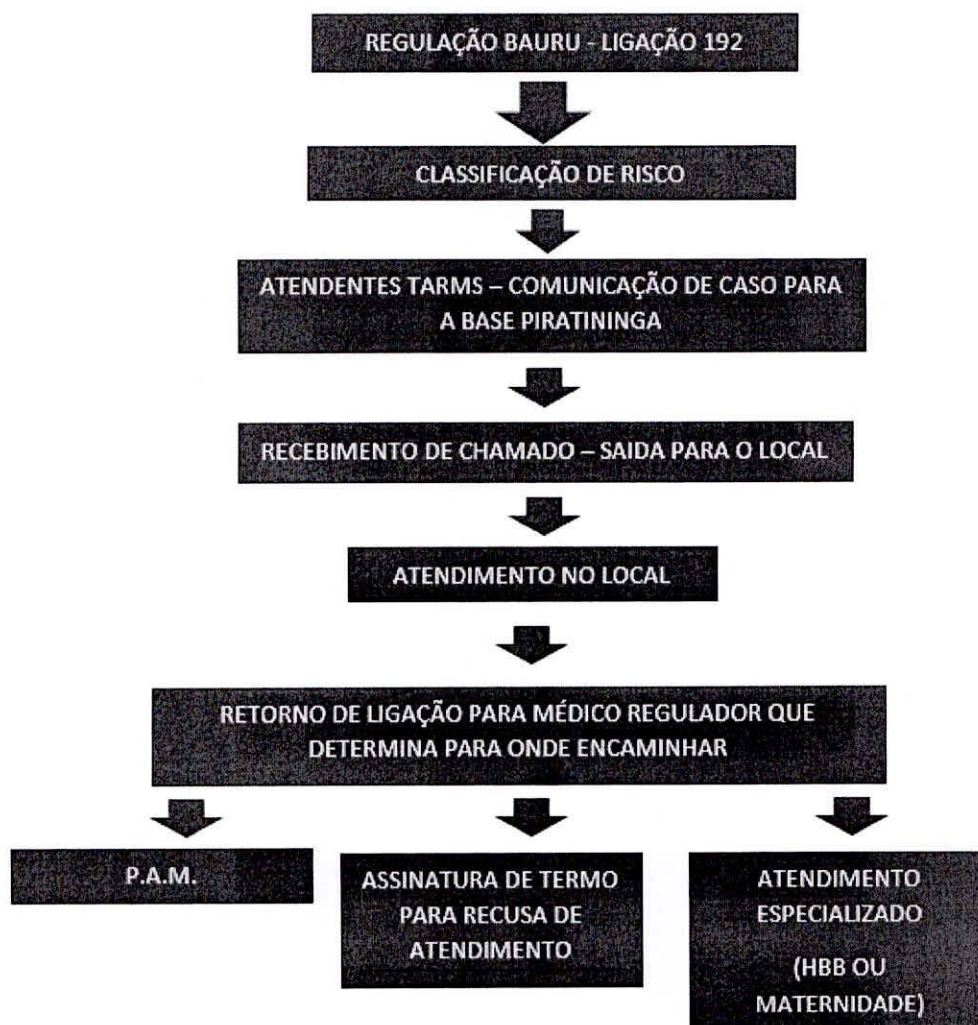 REGULAÇÃO BAURU - LIGAÇÃO 192
CLASSIFICAÇÃO DE RISCO
ATENDENTES TARMS – COMUNICAÇÃO DE CASO PARA
A BASE PIRATININGA
RECEBIMENTO DE CHAMADO – SAIDA PARA O LOCAL
ATENDIMENTO NO LOCAL
RETORNO DE LIGAÇÃO PARA MÉDICO REGULADOR QUE
DETERMINA PARA ONDE ENCAMINHAR
P.A.M.
ASSINATURA DE TERMO
PARA RECUSA DE
ATENDIMENTO
ATENDIMENTO
ESPECIALIZADO
(HBB OU
MATERNIDADE)